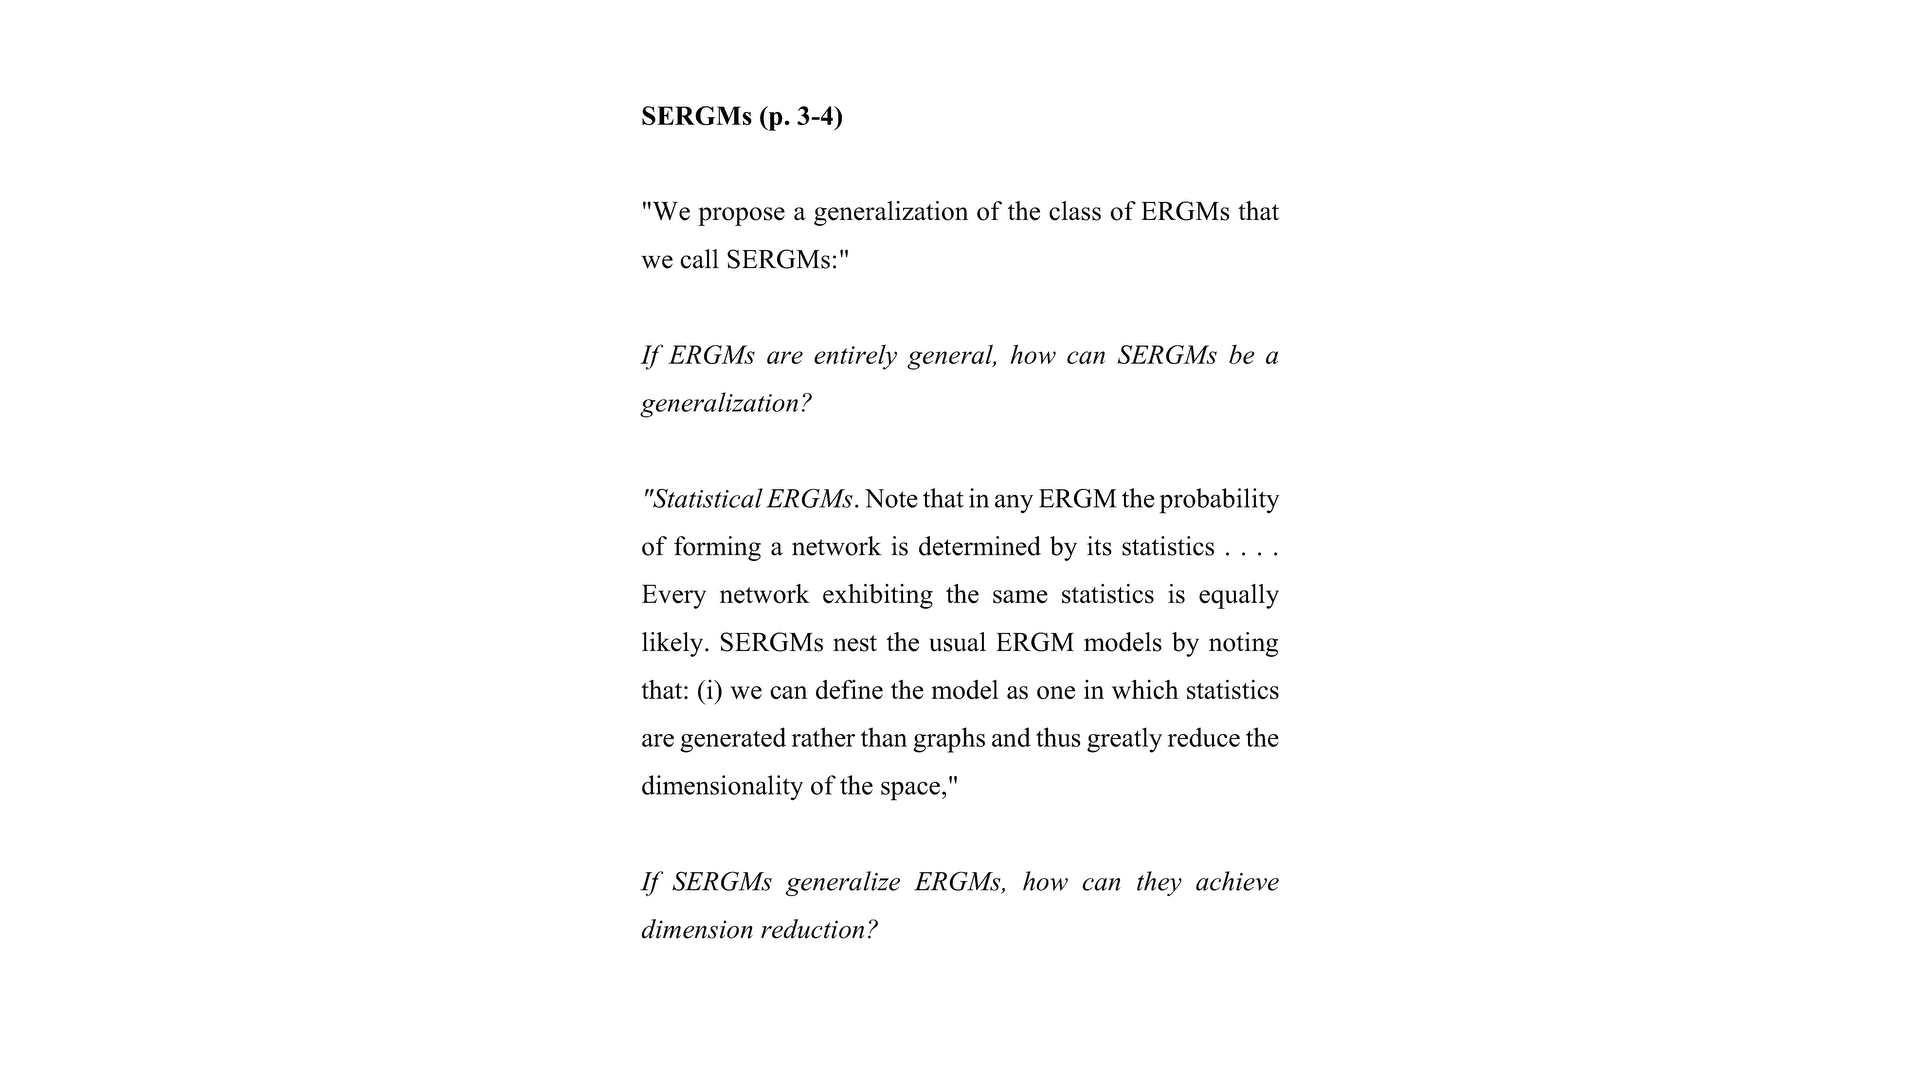 SERGMs (p. 3-4)
"We propose a generalization of the class of ERGMs that
we call SERGMs:"
If ERGMs are entirely general, how can SERGMs be a
generalization?
"Statistical ERGMs. Note that in any ERGM the probability
of forming a network is determined by its statistics . . . .
Every network exhibiting the same statistics is equally
likely. SERGMs nest the usual ERGM models by noting
that: (i) we can define the model as one in which statistics
are generated rather than graphs and thus greatly reduce the
dimensionality of the space,"
If SERGMs generalize ERGMs, how can they achieve
dimension reduction?